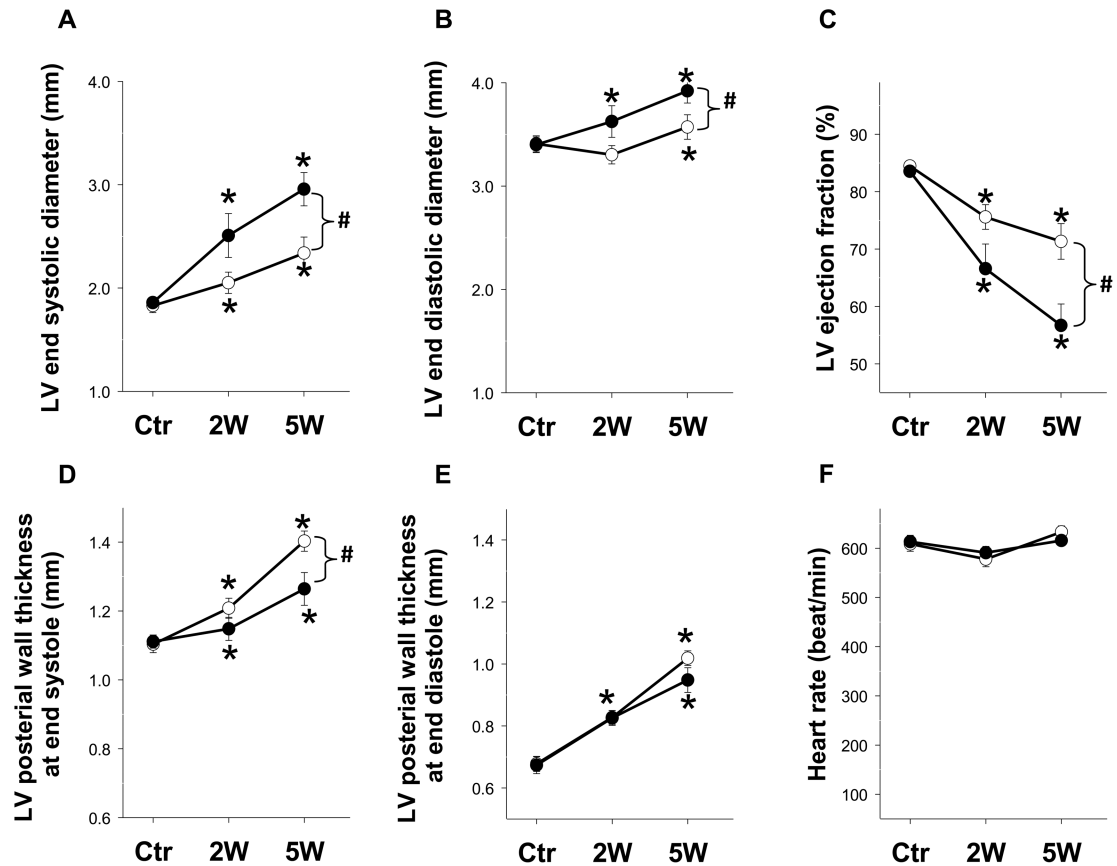 A
LV end systolic diameter (mm)
4.0
3.0
2.0
1.0
*
*
*
*
#
Ctr 2W 5W
B
LV end diastolic diameter (mm)
4.0
3.0
2.0
1.0
*
*
*
#
Ctr 2W 5W
C
LV ejection fraction (%)
90
80
70
60
50
*
*
*
*
#
Ctr 2W 5W
D
LV posterial wall thickness
at end systole (mm)
1.4
1.2
1.0
0.8
0.6
*
*
*
*
#
Ctr 2W 5W
E
LV posterial wall thickness
at end diastole (mm)
1.4
1.2
1.0
0.8
0.6
*
*
*
Ctr 2W 5W
F
Heart rate (beat/min)
600
500
400
300
200
100
Ctr 2W 5W